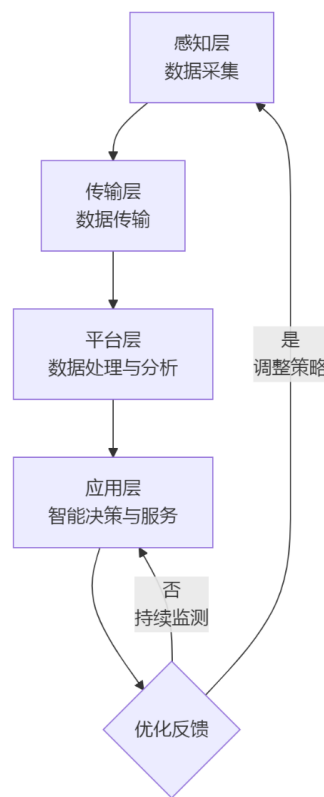 感知层
数据采集
传输层
数据传输
平台层
数据处理与分析
是
调整策略
应用层
智能决策与服务
否
持续监测
优化反馈